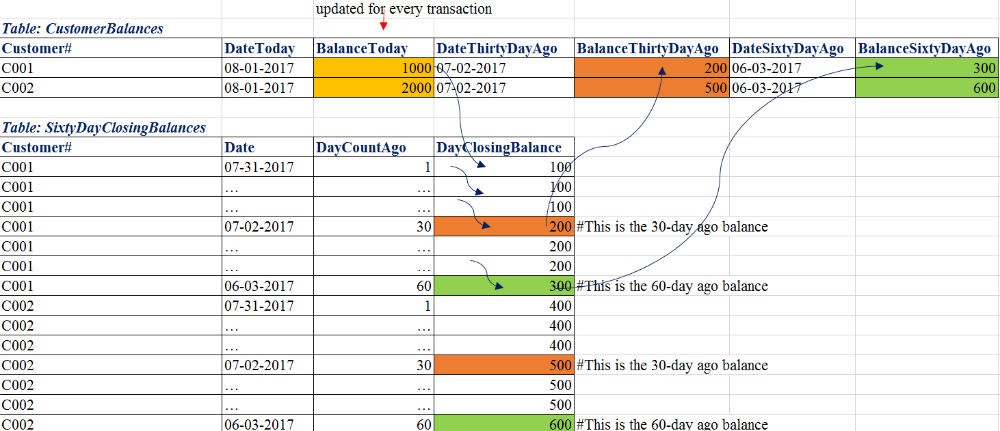 updated for every transaction
Table: CustomerBalances
Customer# DateToday BalanceToday DateThirtyDayAgo BalanceThirtyDayAgo DateSixtyDayAgo BalanceSixtyDayAgo
C001 08-01-2017 1000 07-02-2017 200 06-03-2017 300
C002 08-01-2017 2000 07-02-2017 500 06-03-2017 600
Table: SixtyDayClosingBalances
Customer# Date DayCountAgo DayClosingBalance
C001 07-31-2017 1 100
C001 ... ... 100
C001 ... ... 100
C001 07-02-2017 30 200 #This is the 30-day ago balance
C001 ... ... 200
C001 ... ... 200
C001 06-03-2017 60 300 #This is the 60-day ago balance
C002 07-31-2017 1 400
C002 ... ... 400
C002 ... ... 400
C002 07-02-2017 30 500 #This is the 30-day ago balance
C002 ... ... 500
C002 ... ... 500
C002 06-03-2017 60 600 #This is the 60-day ago balance